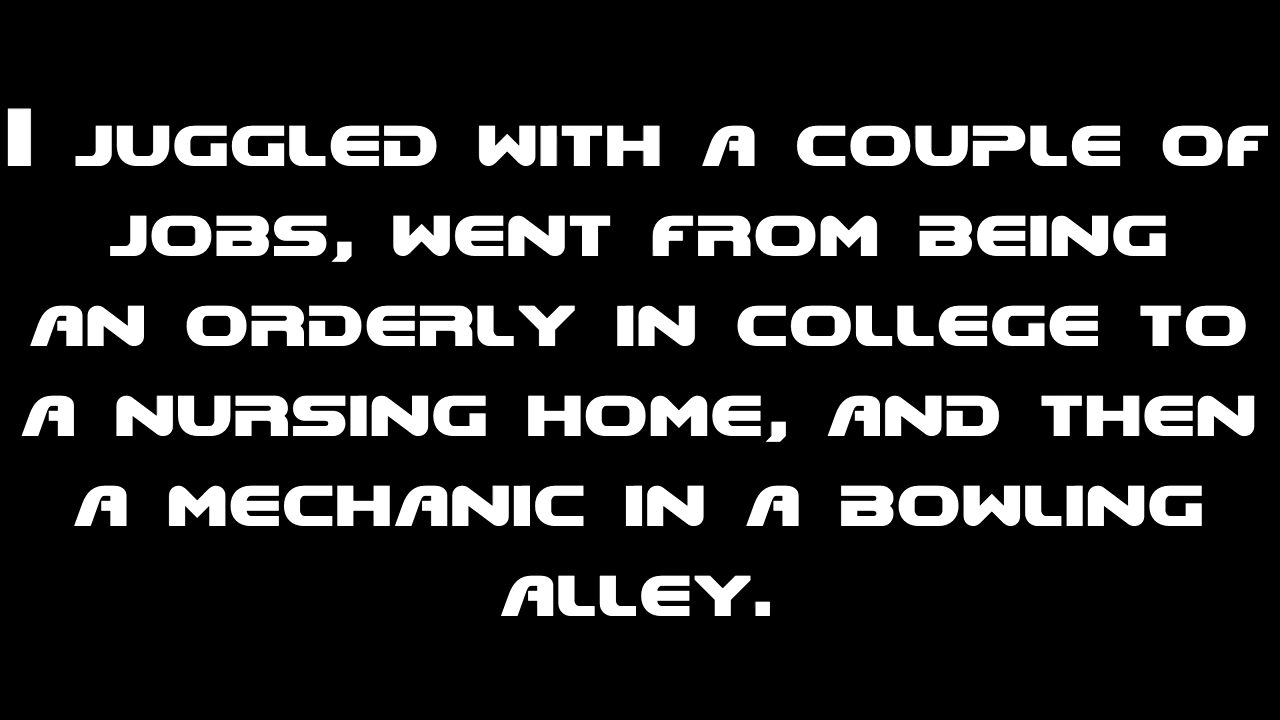 I juggled with a couple of
jobs, went from being
an orderly in college to
a nursing home, and then
a mechanic in a bowling
alley.